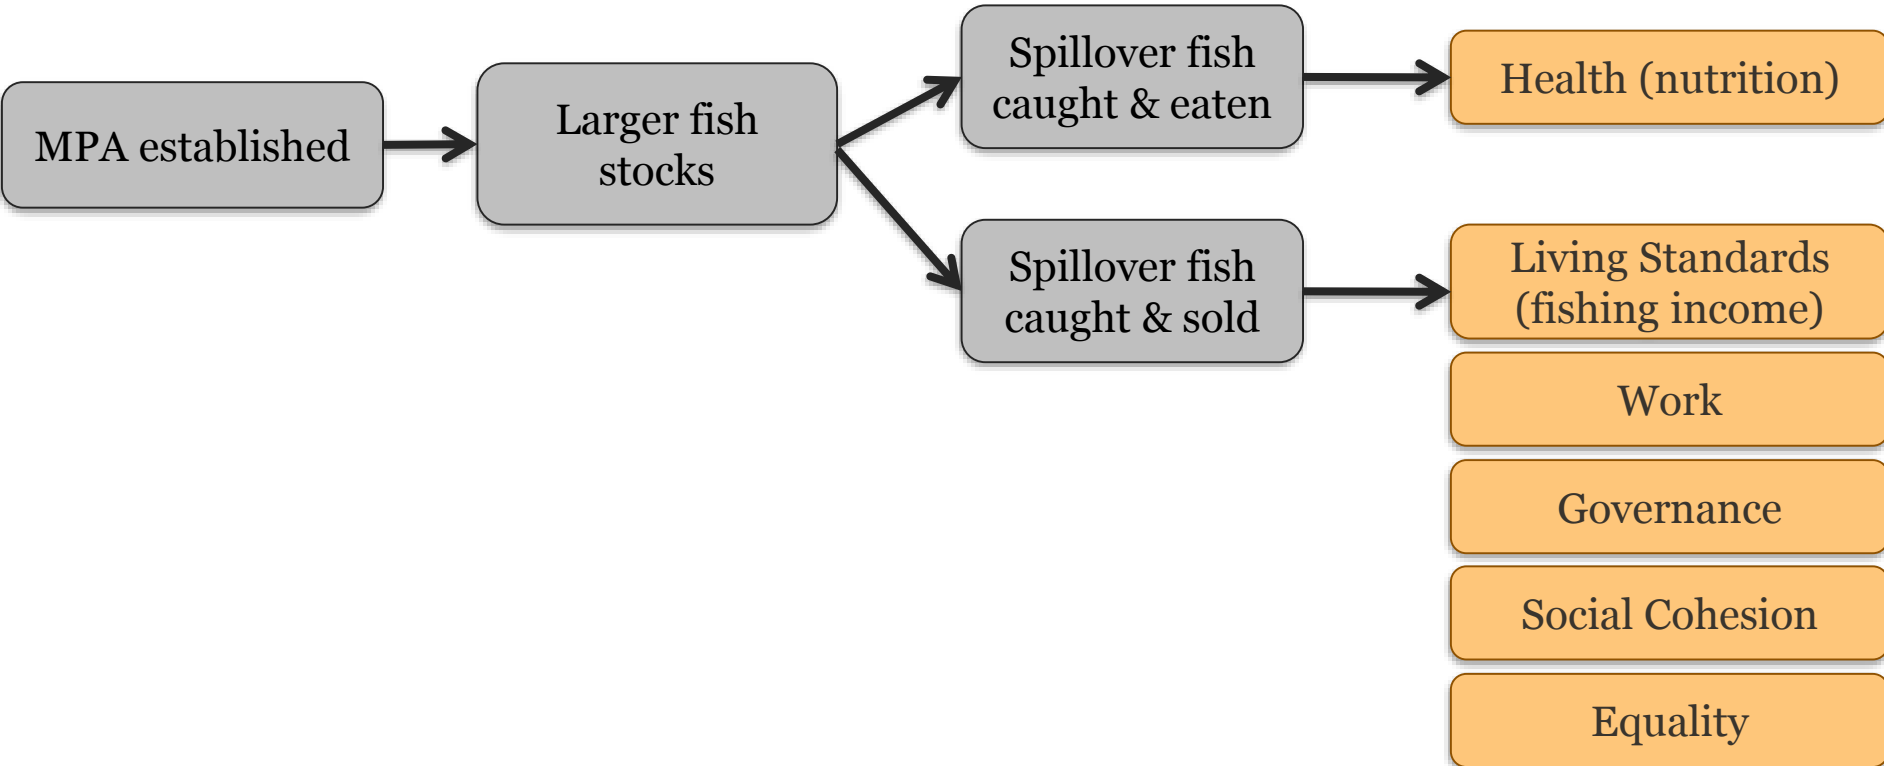 MPA established
Larger fish
stocks
Spillover fish
caught & eaten
Health (nutrition)
Spillover fish
caught & sold
Living Standards
(fishing income)
Work
Governance
Social Cohesion
Equality